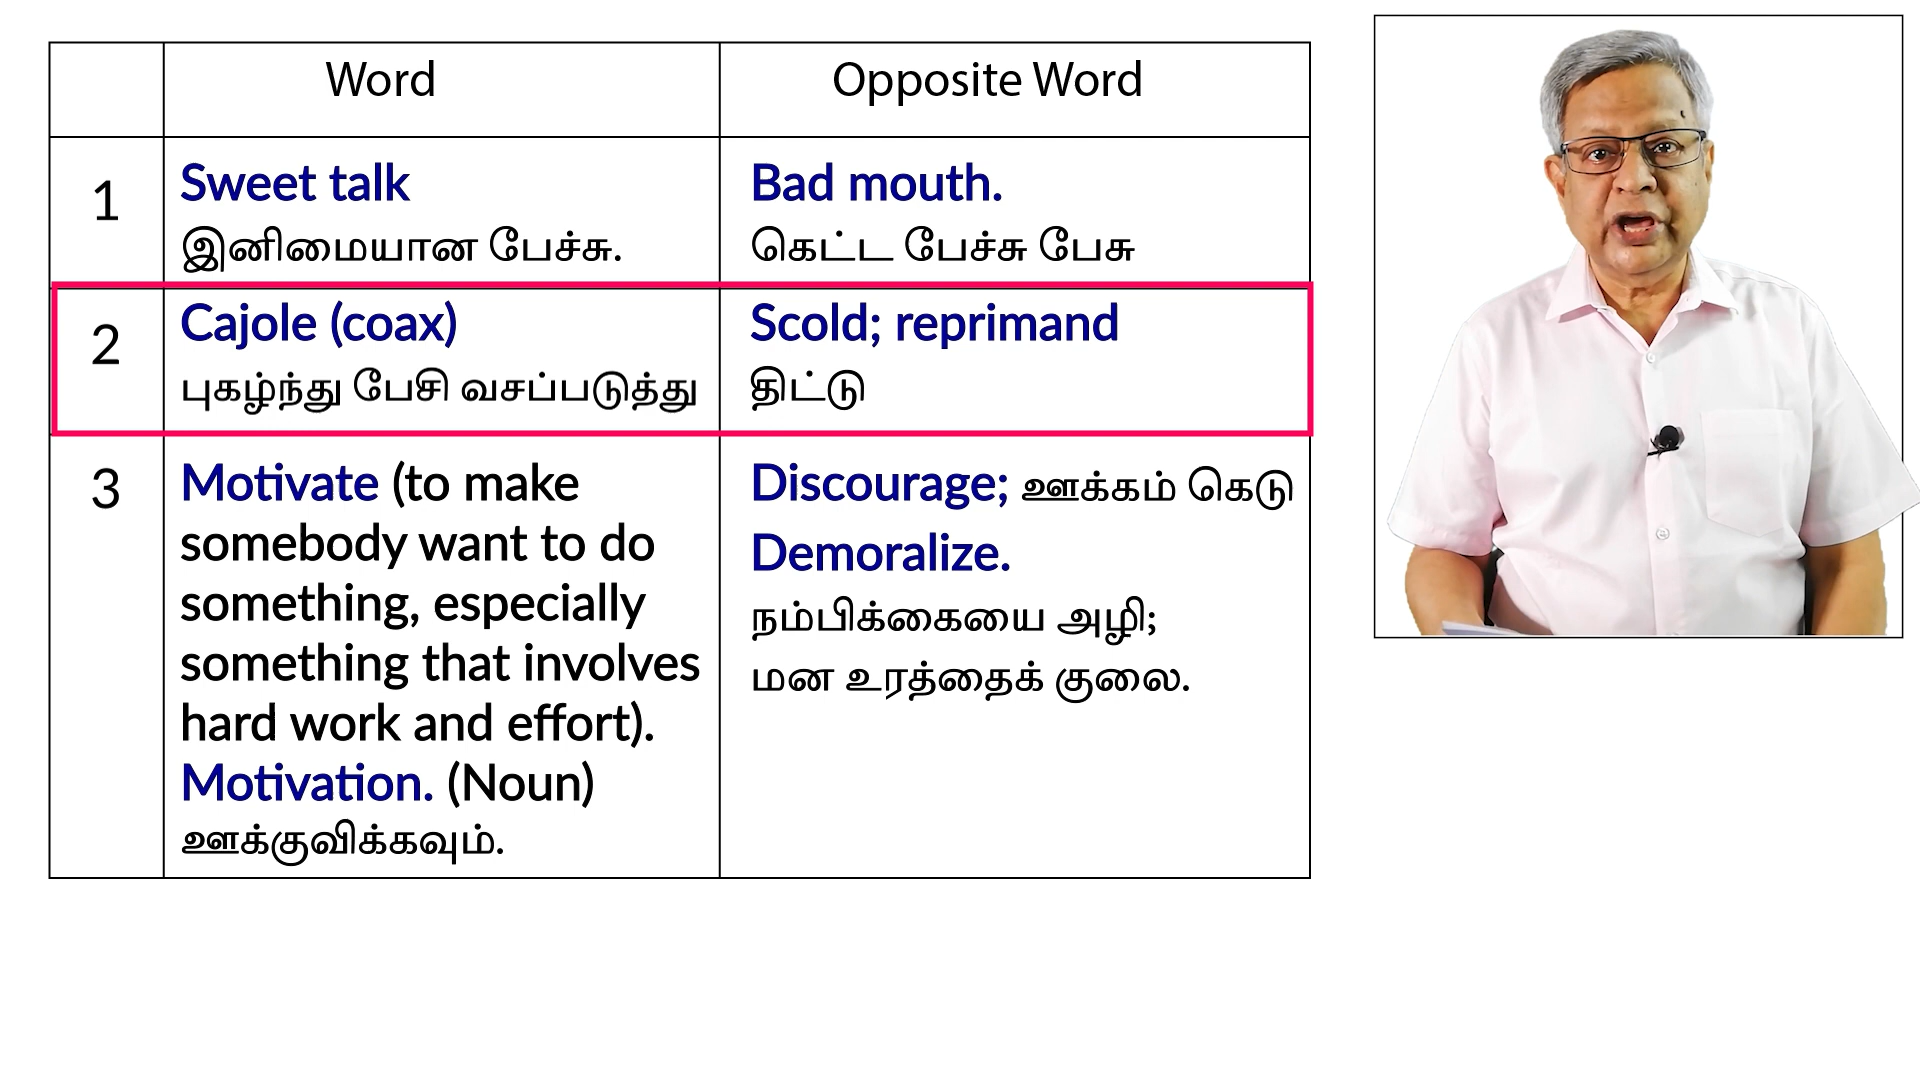 Word
Opposite Word
1
Sweet talk
இனிமையான பேச்சு.
Bad mouth.
கெட்ட பேச்சு பேசு
2
Cajole (coax)
புகழ்ந்து பேசி வசப்படுத்து
Scold; reprimand
திட்டு
3
Motivate (to make
somebody want to do
something, especially
something that involves
hard work and effort).
Motivation. (Noun)
ஊக்குவிக்கவும்.
Discourage; ஊக்கம் கெடு
Demoralize.
நம்பிக்கையை அழி;
மன உரத்தைக் குலை.